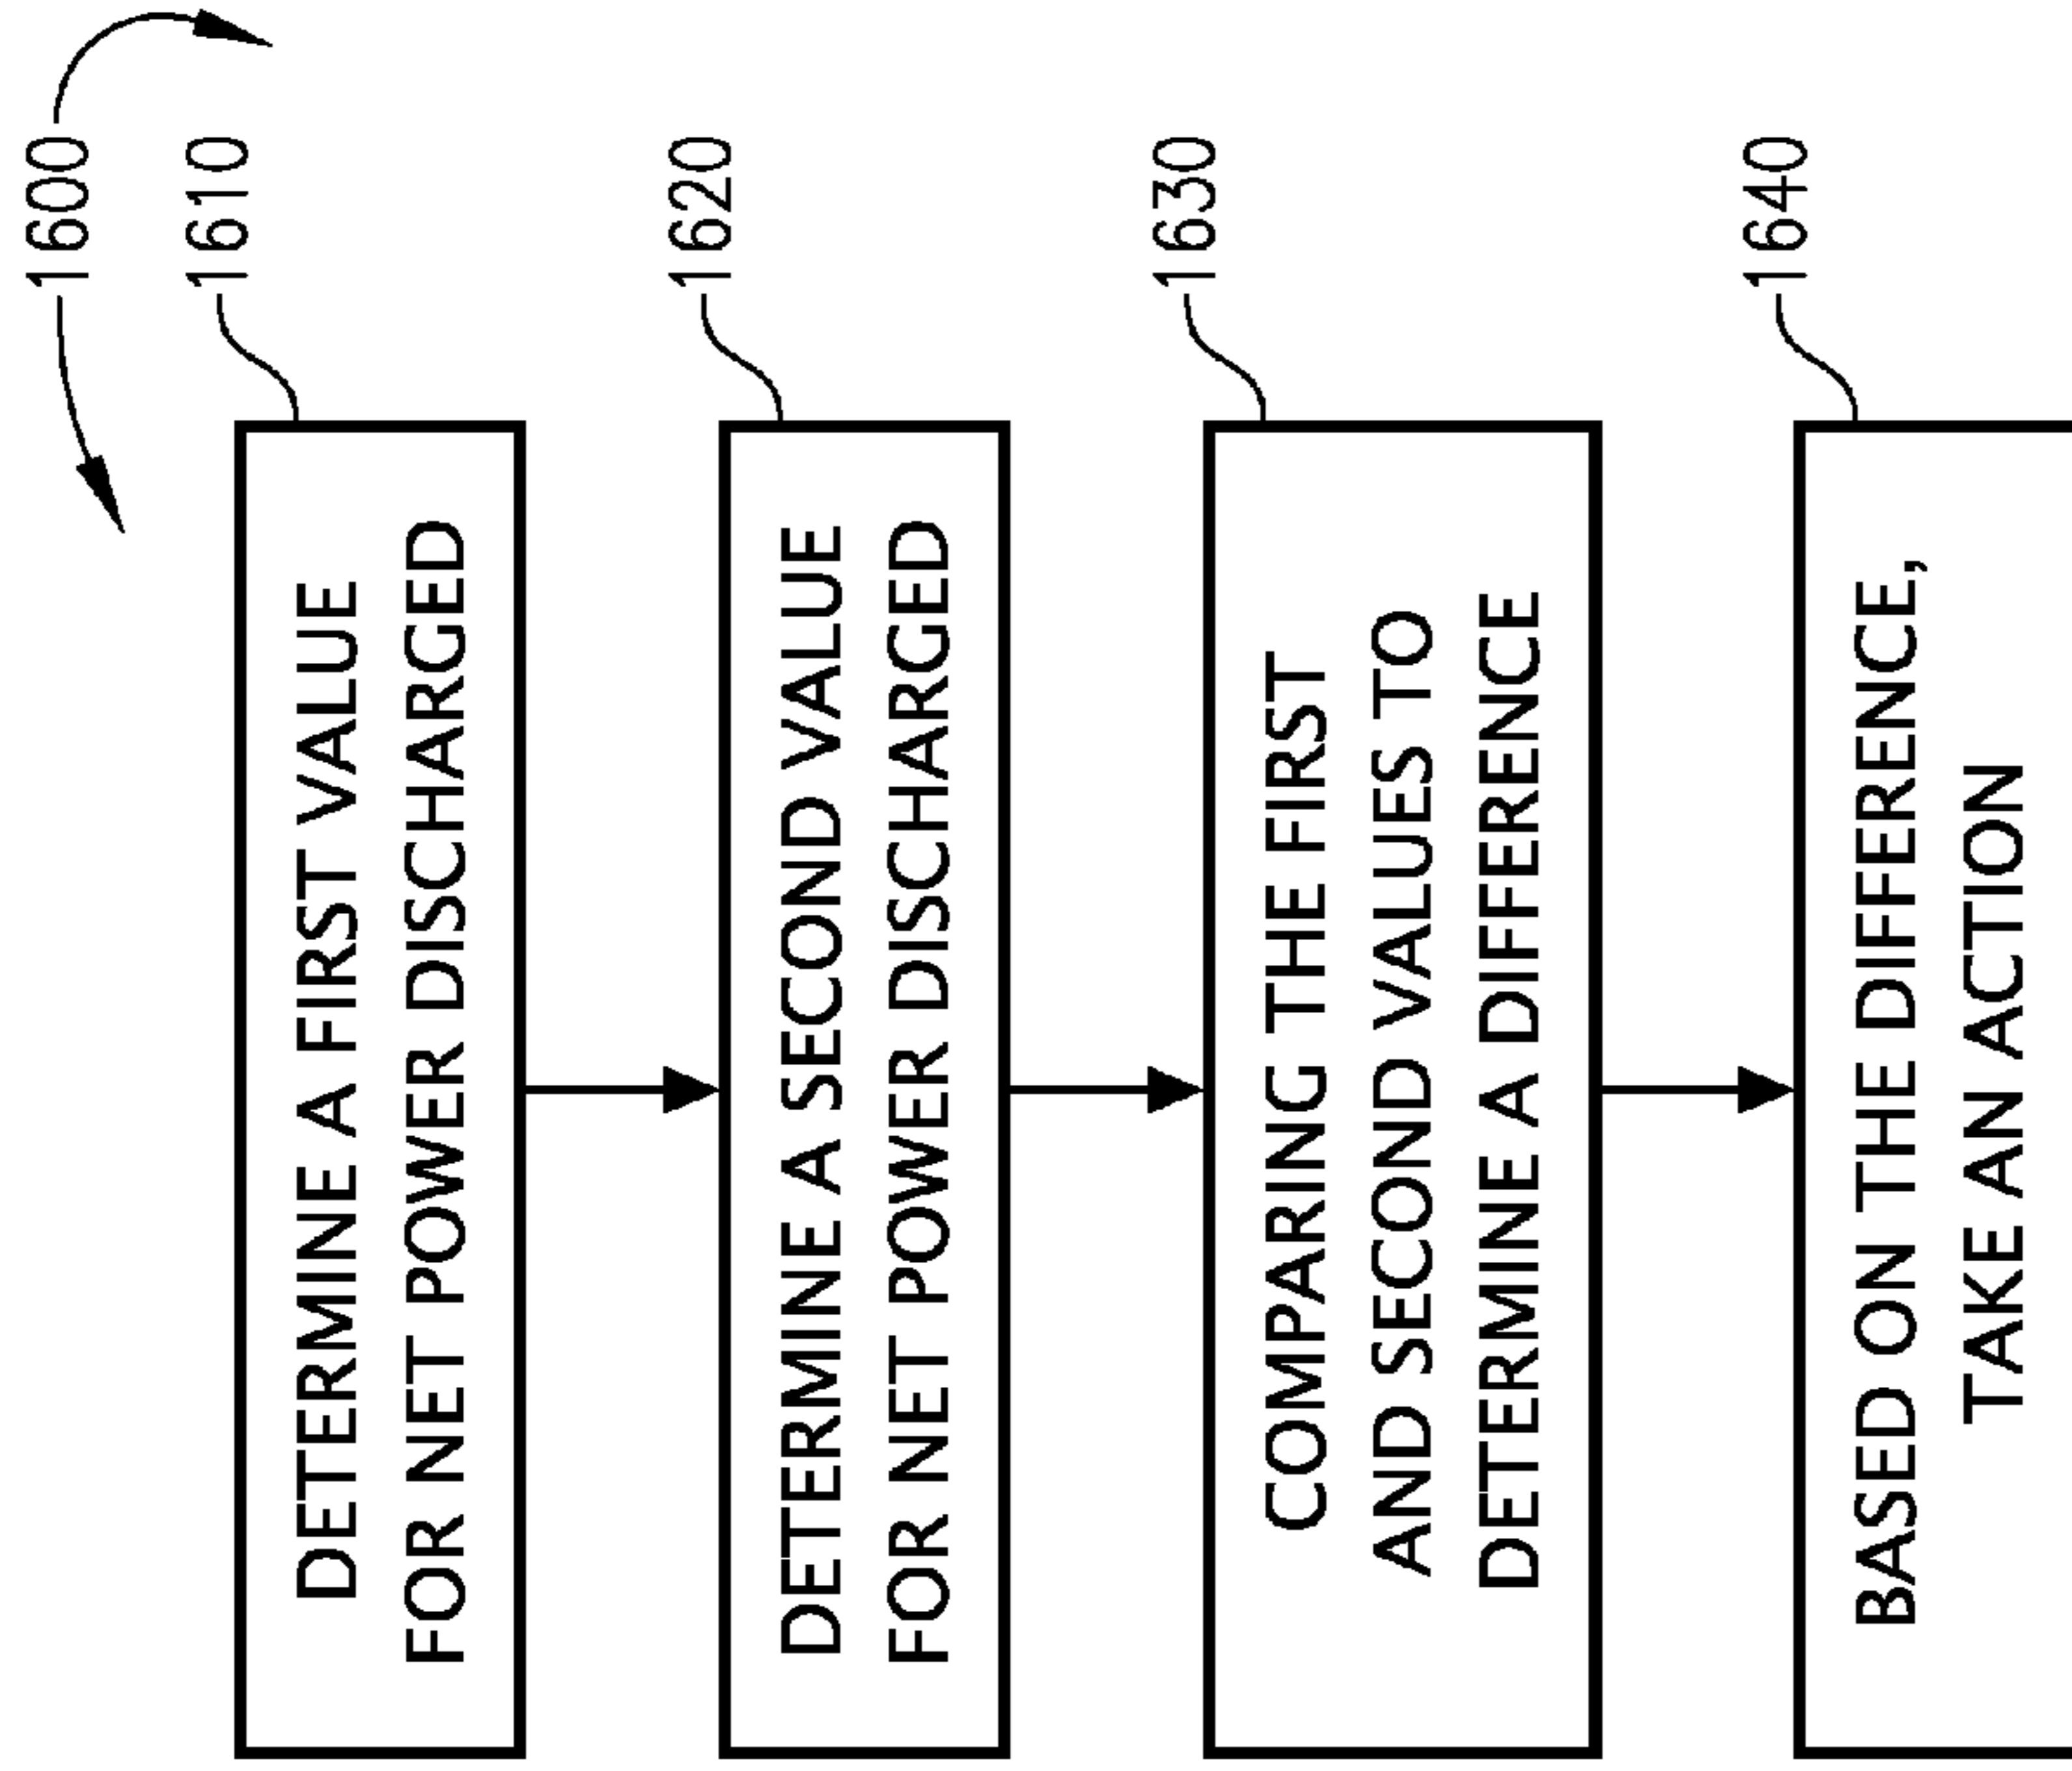 1600
1610
DETERMINE A FIRST VALUE
FOR NET POWER DISCHARGED
1620
DETERMINE A SECOND VALUE
FOR NET POWER DISCHARGED
1630
COMPARING THE FIRST
AND SECOND VALUES TO
DETERMINE A DIFFERENCE
1640
BASED ON THE DIFFERENCE,
TAKE AN ACTION